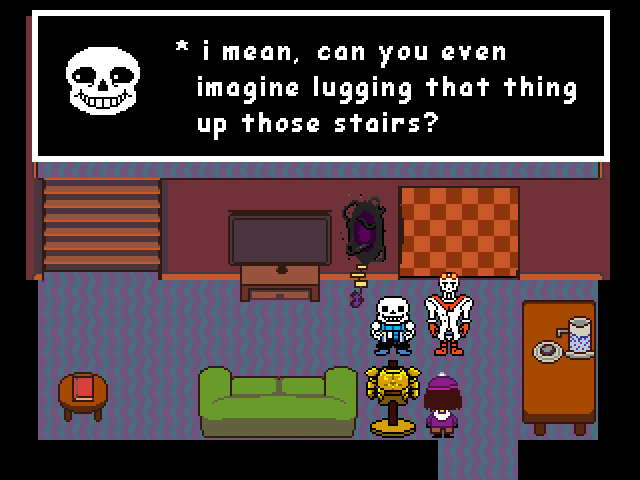 * i mean, can you even
imagine lugging that thing
up those stairs?